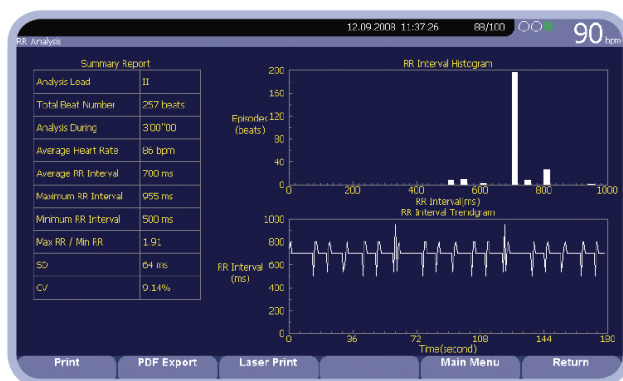 12.09.2008 11:37:26 88/100 90 bpm
RR Analysis
Summary Report
Analysis Lead II
Total Beat Number 257 beats
Analysis During 3'00"00
Average Heart Rate 86 bpm
Average RR Interval 700 ms
Maximum RR Interval 955 ms
Minimum RR Interval 500 ms
Max RR / Min RR 1.91
SD 64 ms
CV 9.14%
RR Interval Histogram
200
160
Episodes 120
(beats) 80
40
0
0 200 400 600 800 1000
RR Interval(ms)
RR Interval Trendgram
1000
800
RR Interval 600
(ms)
400
200
0
0 36 72 108 144 180
Time(second)
Print PDF Export Laser Print Main Menu Return